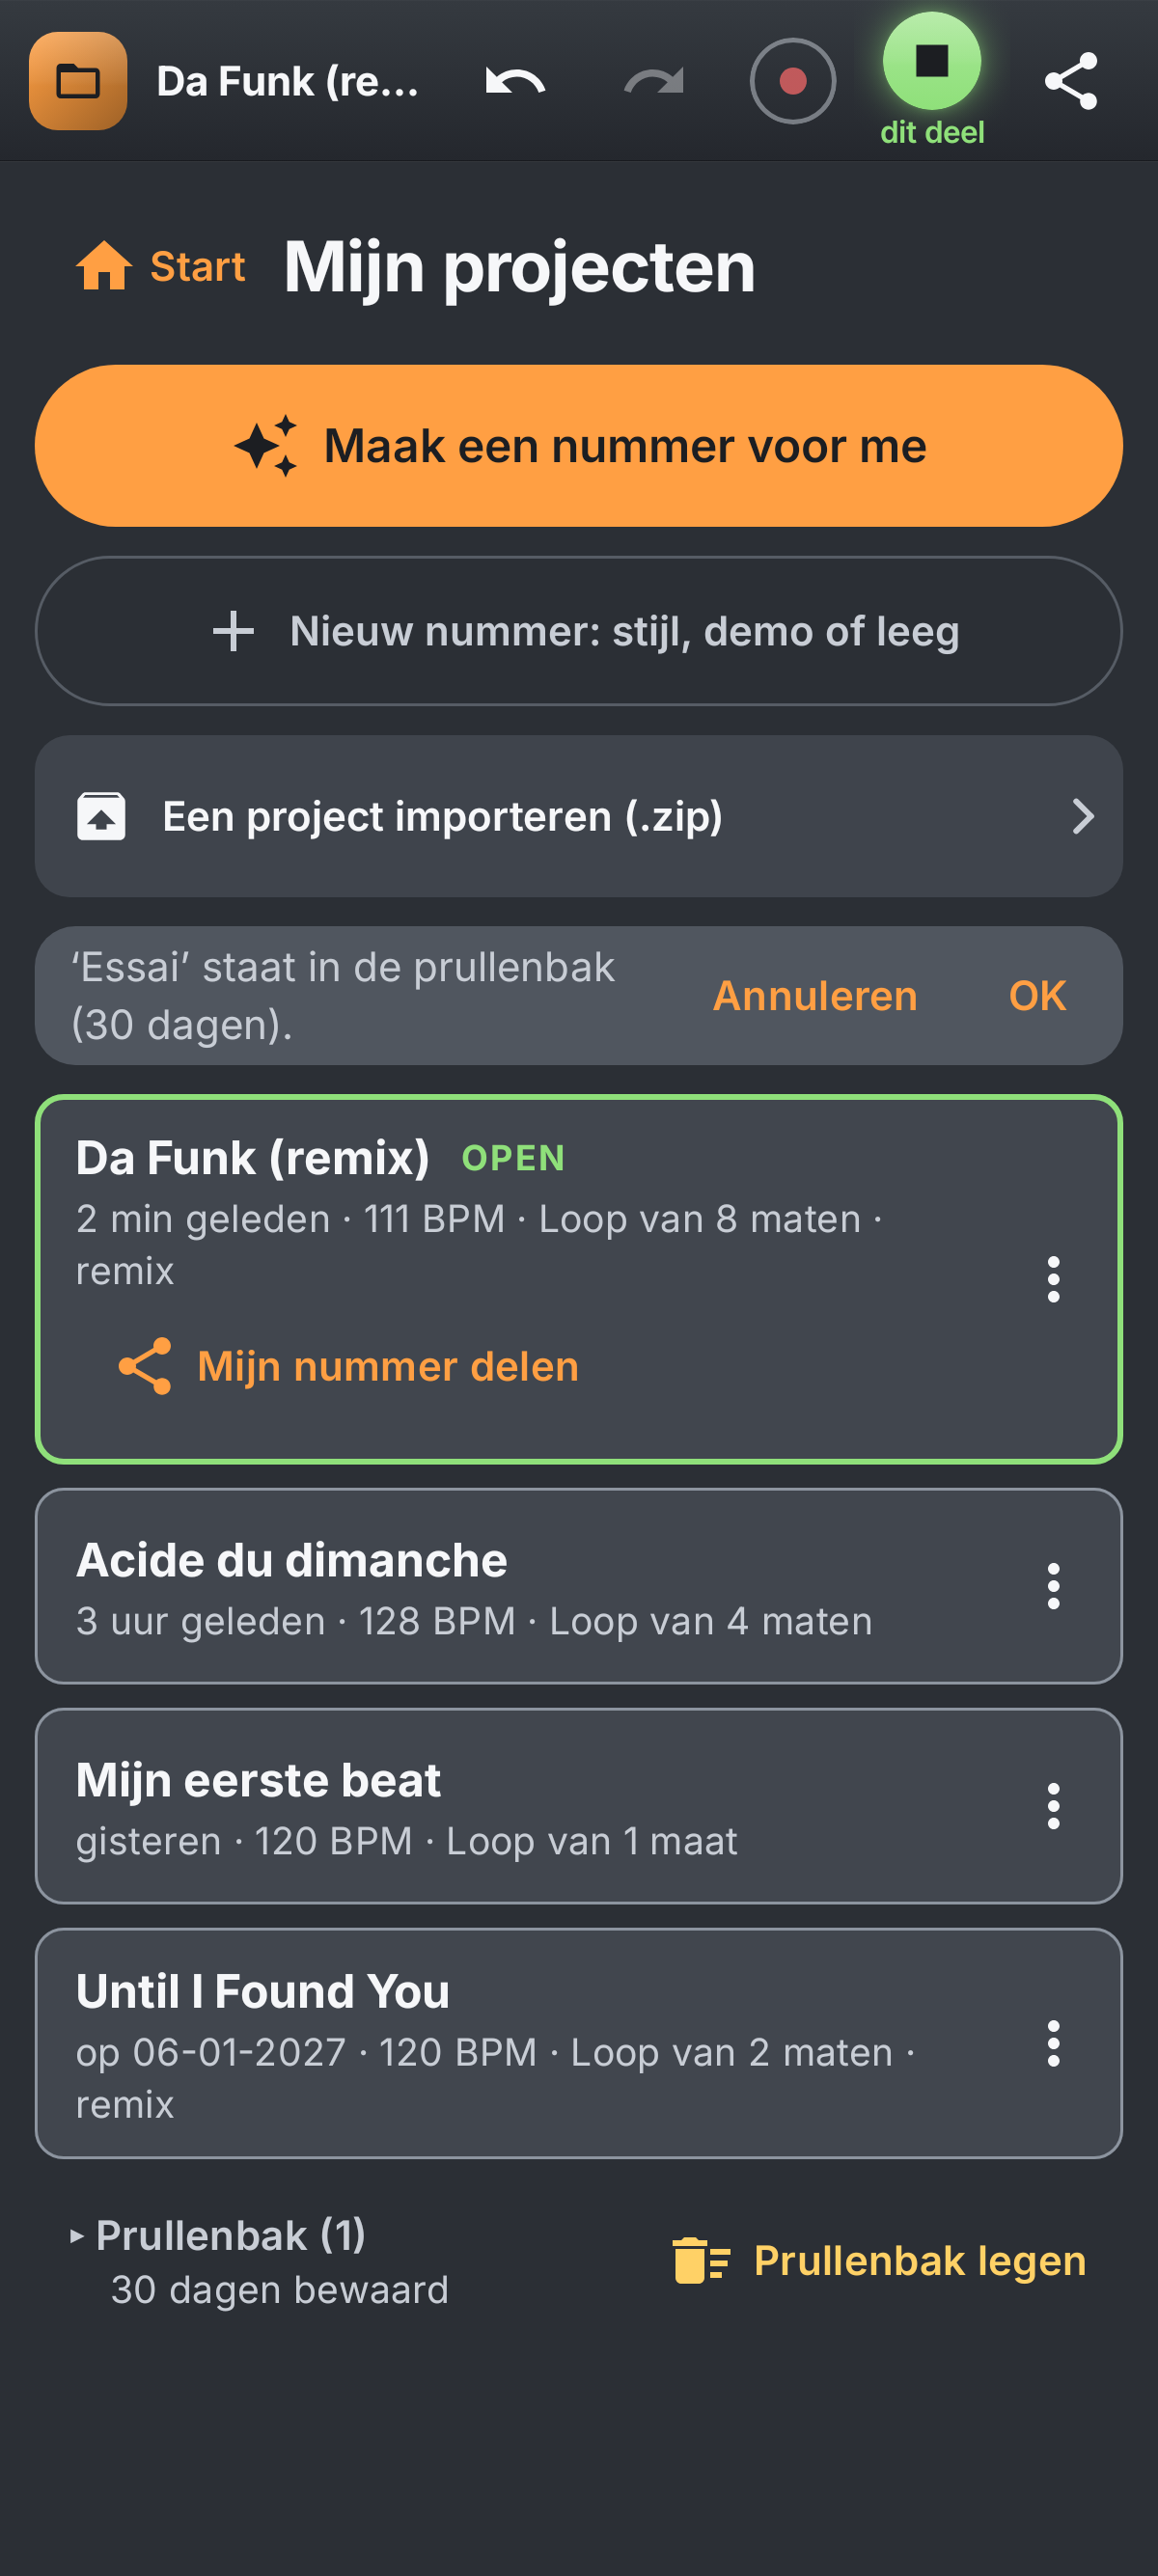 Da Funk (re...
dit deel
Start
Mijn projecten
Maak een nummer voor me
Nieuw nummer: stijl, demo of leeg
Een project importeren (.zip)
‘Essai’ staat in de prullenbak
(30 dagen).
Annuleren
OK
Da Funk (remix) OPEN
2 min geleden · 111 BPM · Loop van 8 maten ·
remix
Mijn nummer delen
Acide du dimanche
3 uur geleden · 128 BPM · Loop van 4 maten
Mijn eerste beat
gisteren · 120 BPM · Loop van 1 maat
Until I Found You
op 06-01-2027 · 120 BPM · Loop van 2 maten ·
remix
▸ Prullenbak (1)
30 dagen bewaard
Prullenbak legen